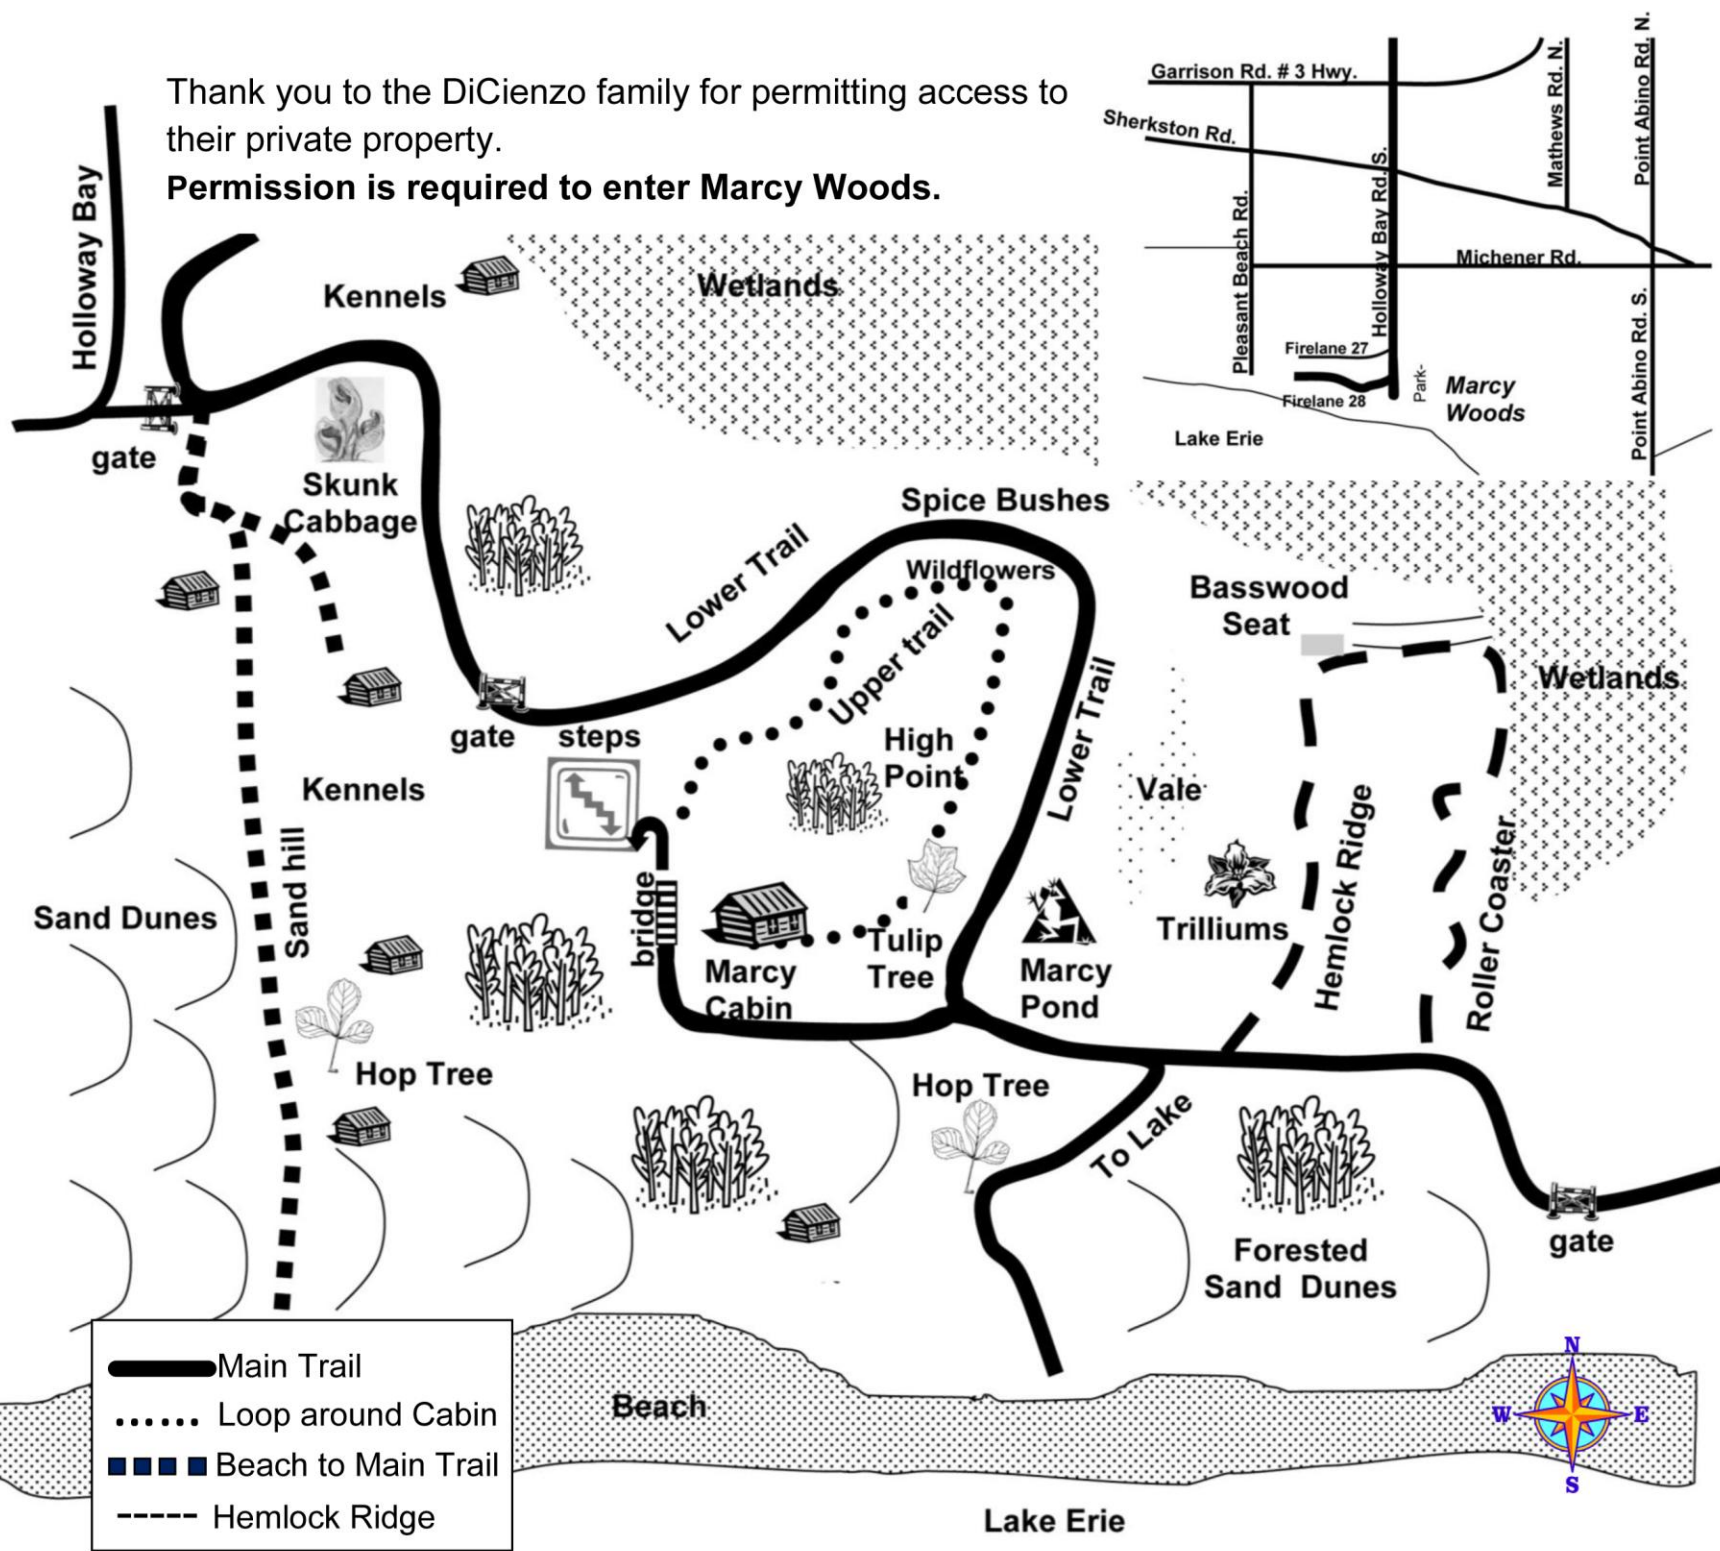 Thank you to the DiCienzo family for permitting access to
their private property.
Permission is required to enter Marcy Woods.
Garrison Rd. # 3 Hwy.
Sherkston Rd.
Pleasant Beach Rd.
Holloway Bay Rd. S.
Mathews Rd. N.
Point Abino Rd. N.
Michener Rd.
Point Abino Rd. S.
Firelane 27
Firelane 28
Park-
Marcy
Woods
Lake Erie
Holloway Bay
Kennels
Wetlands
gate
Skunk
Cabbage
Spice Bushes
Lower Trail
Wildflowers
Upper trail
Basswood
Seat
Wetlands
Lower Trail
gate
steps
High
Point
Vale
Kennels
Sand hill
Sand Dunes
bridge
Marcy
Cabin
Tulip
Tree
Marcy
Pond
Trilliums
Hemlock Ridge
Roller Coaster
Hop Tree
Hop Tree
To Lake
Forested
Sand Dunes
gate
Main Trail
Loop around Cabin
Beach to Main Trail
Hemlock Ridge
Beach
N
W
E
S
Lake Erie